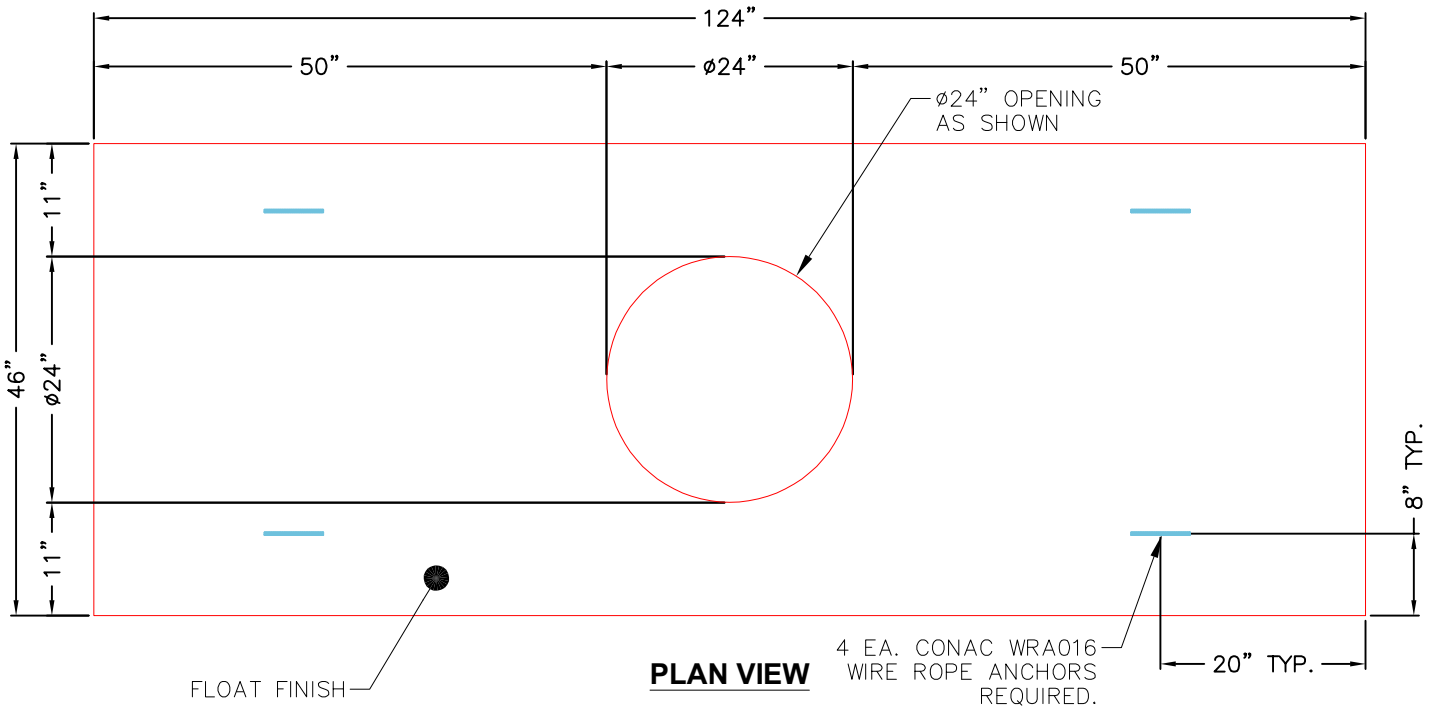 124”
50”
ø24”
50”
ø24” OPENING
AS SHOWN
11”
46”
ø24”
11”
8” TYP.
20” TYP.
4 EA. CONAC WRA016
WIRE ROPE ANCHORS
REQUIRED.
FLOAT FINISH
PLAN VIEW